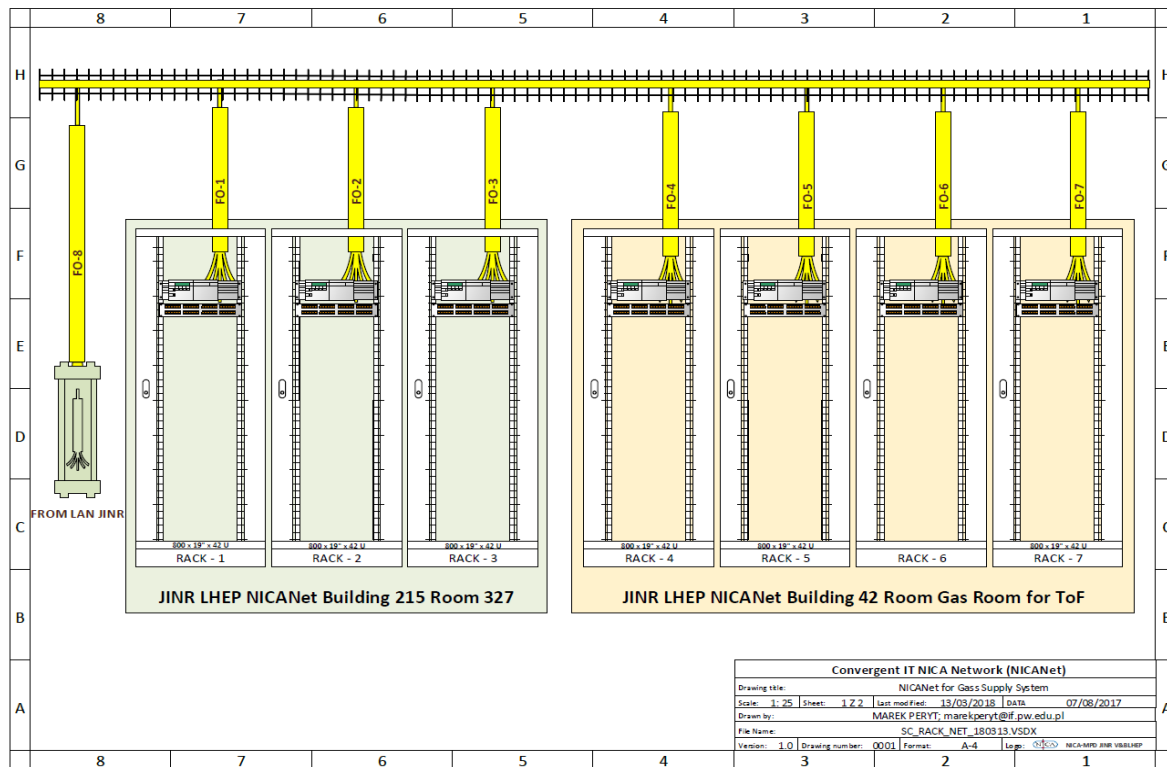 8 7 6 5 4 3 2 1
H H
G G
FO-8 FO-1 FO-2 FO-3 FO-4 FO-5 FO-6 FO-7
F F
E E
D D
FROM LAN JINR
C C
800 x 19" x 42 U 800 x 19" x 42 U 800 x 19" x 42 U 800 x 19" x 42 U 800 x 19" x 42 U 800 x 19" x 42 U
RACK - 1 RACK - 2 RACK - 3 RACK - 4 RACK - 5 RACK - 6 RACK - 7
JINR LHEP NICANet Building 215 Room 327
JINR LHEP NICANet Building 42 Room Gas Room for ToF
B B
Convergent IT NICA Network (NICANet)
Drawing title: NICANet for Gass Supply System
Scale: 1: 25 Sheet: 1 Z 2 Last modified: 13/03/2018 DATA 07/08/2017
A A
Drawn by: MAREK PERYT; marekperyt@if.pw.edu.pl
File Name: SC_RACK_NET_180313.VSDX
Version: 1.0 Drawing number: 0001 Format: A-4 Logo: NICA NICA-MPD JINR VBLHEP
8 7 6 5 4 3 2 1